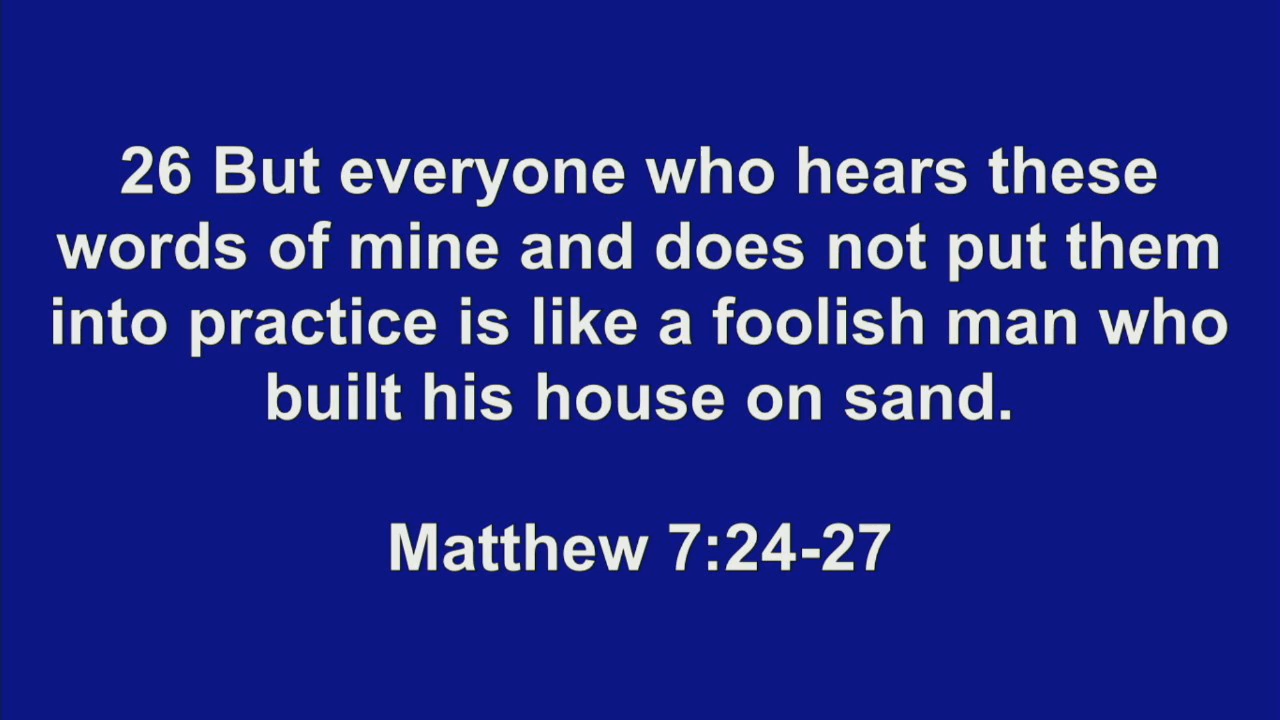 26 But everyone who hears these
words of mine and does not put them
into practice is like a foolish man who
built his house on sand.
Matthew 7:24-27